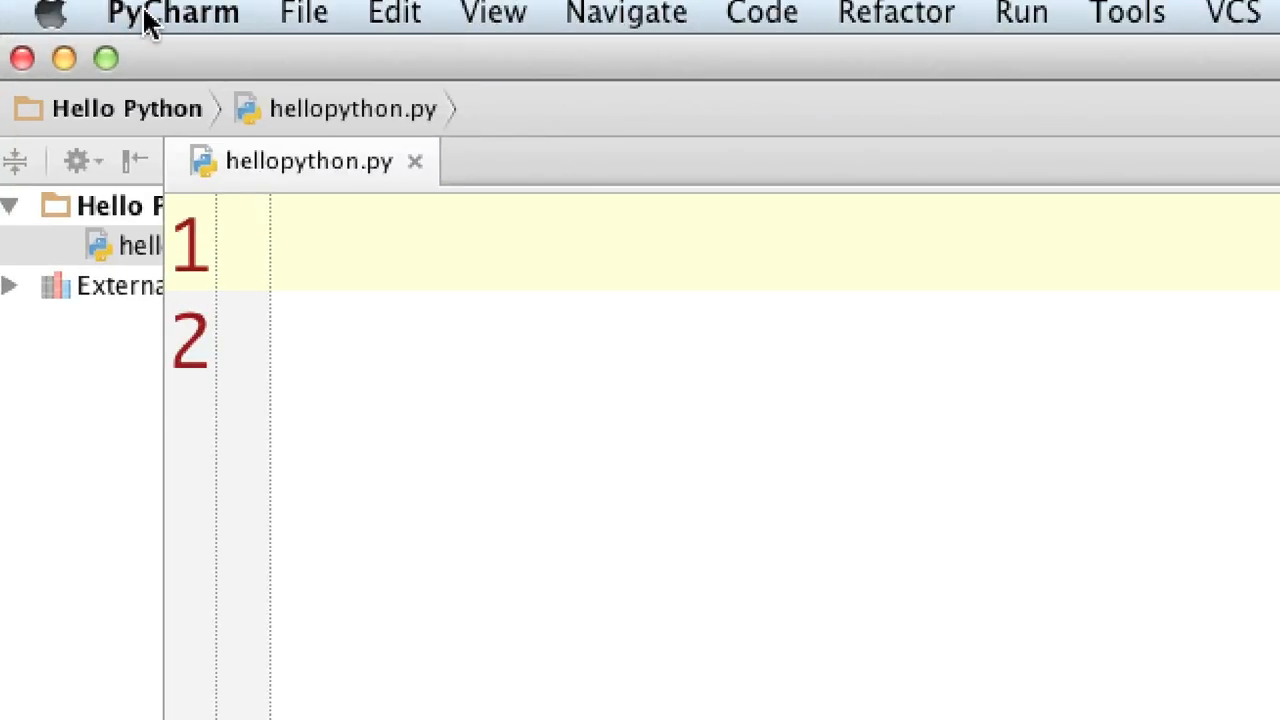 PyCharm File Edit View Navigate Code Refactor Run Tools VCS
Hello Python hellopython.py
hellopython.py
Hello P
hell
Externa
1
2